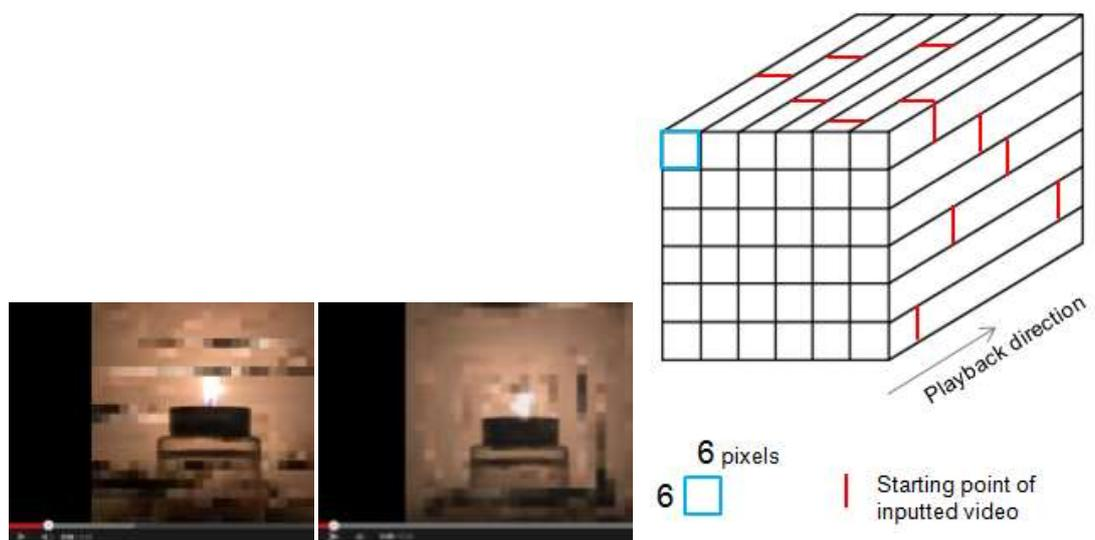 Playback direction
6 pixels
6
Starting point of
inputted video